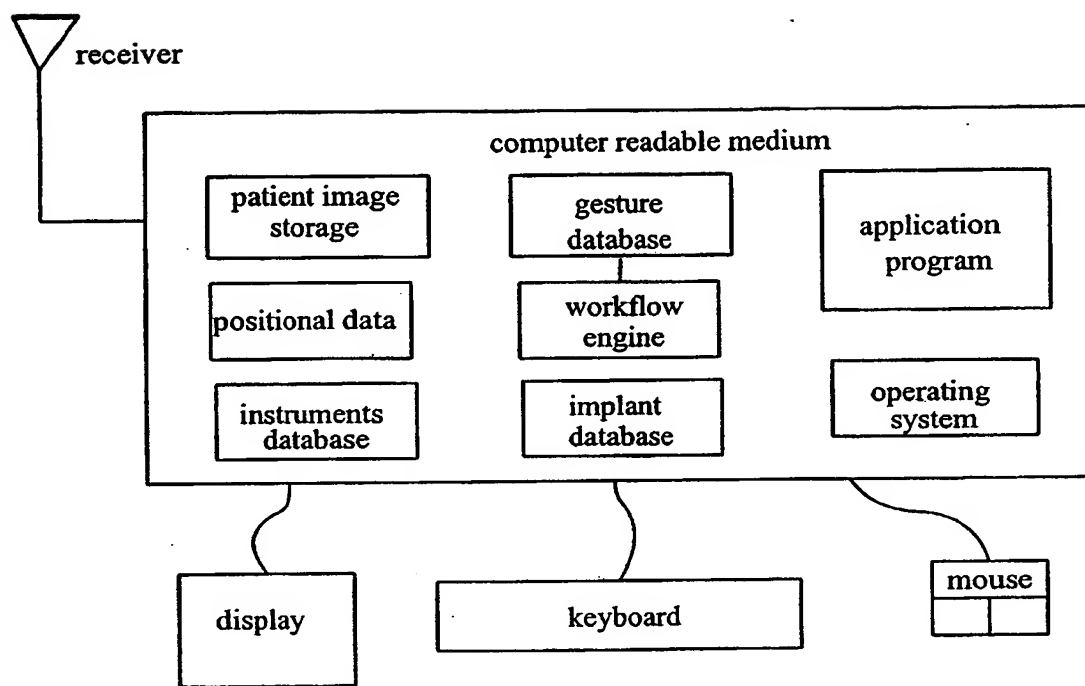 receiver
computer readable medium
patient image
storage
gesture
database
application
program
positional data
workflow
engine
instruments
database
implant
database
operating
system
display
keyboard
mouse